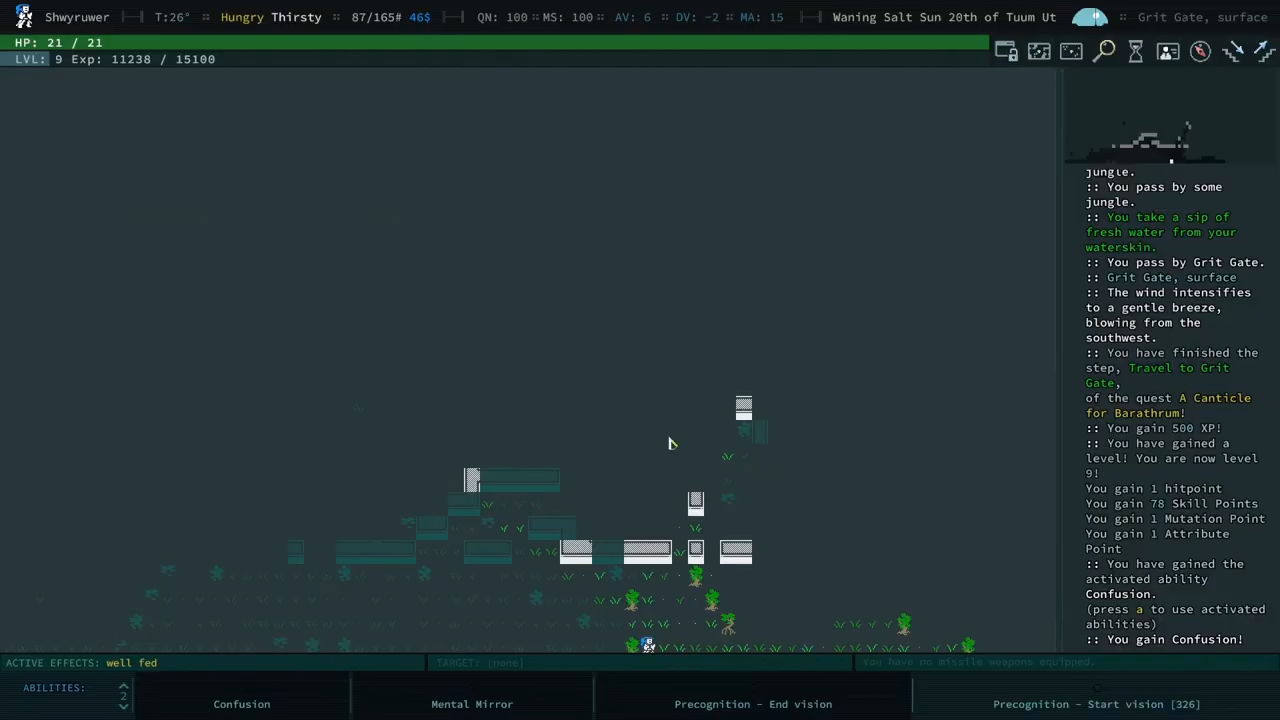 Shwyruwer T:26° :: Hungry Thirsty :: 87/165# 46$ QN: 100 :: MS: 100 :: AV: 6 :: DV: -2 :: MA: 15 Waning Salt Sun 20th of Tuum Ut :: Grit Gate, surface
HP: 21 / 21
LVL: 9 Exp: 11238 / 15100
jungle.
:: You pass by some
jungle.
:: You take a sip of
fresh water from your
waterskin.
:: You pass by Grit Gate.
:: Grit Gate, surface
:: The wind intensifies
to a gentle breeze,
blowing from the
southwest.
:: You have finished the
step, Travel to Grit
Gate,
of the quest A Canticle
for Barathrum!
:: You gain 500 XP!
:: You have gained a
level! You are now level
9!
You gain 1 hitpoint
You gain 78 Skill Points
You gain 1 Mutation Point
You gain 1 Attribute
Point
:: You have gained the
activated ability
Confusion.
(press a to use activated
abilities)
:: You gain Confusion!
ACTIVE EFFECTS: well fed
TARGET: [none]
You have no missile weapons equipped.
ABILITIES:
2
Confusion
Mental Mirror
Precognition - End vision
Precognition - Start vision [326]